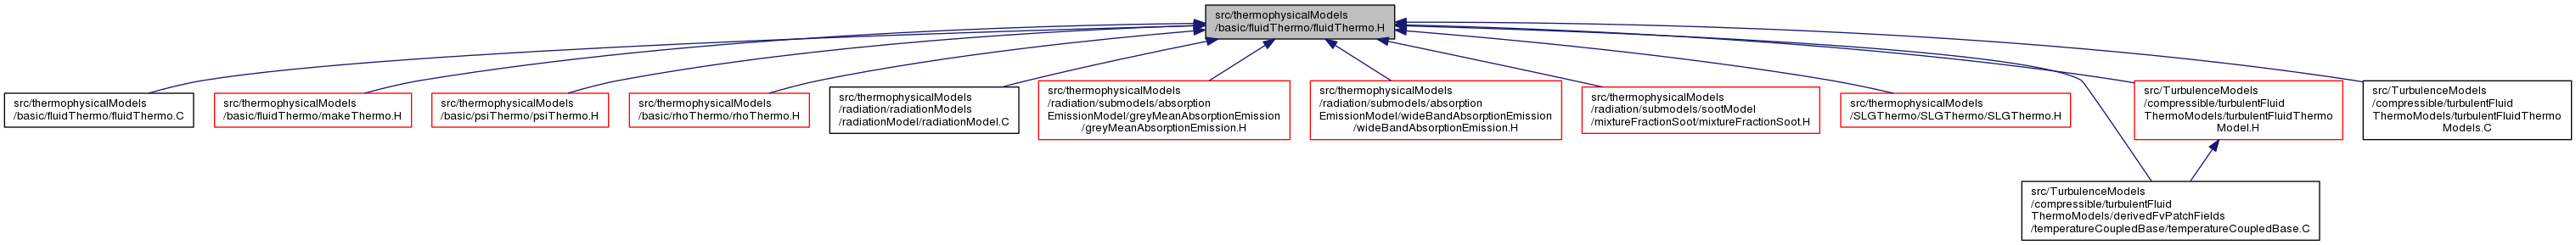 src/thermophysicalModels
/basic/fluidThermo/fluidThermo.H
src/thermophysicalModels
/basic/fluidThermo/fluidThermo.C
src/thermophysicalModels
/basic/fluidThermo/makeThermo.H
src/thermophysicalModels
/basic/psiThermo/psiThermo.H
src/thermophysicalModels
/basic/rhoThermo/rhoThermo.H
src/thermophysicalModels
/radiation/radiationModels
/radiationModel/radiationModel.C
src/thermophysicalModels
/radiation/submodels/absorption
EmissionModel/greyMeanAbsorptionEmission
/greyMeanAbsorptionEmission.H
src/thermophysicalModels
/radiation/submodels/absorption
EmissionModel/wideBandAbsorptionEmission
/wideBandAbsorptionEmission.H
src/thermophysicalModels
/radiation/submodels/sootModel
/mixtureFractionSoot/mixtureFractionSoot.H
src/thermophysicalModels
/SLGThermo/SLGThermo/SLGThermo.H
src/TurbulenceModels
/compressible/turbulentFluid
ThermoModels/turbulentFluidThermo
Model.H
src/TurbulenceModels
/compressible/turbulentFluid
ThermoModels/turbulentFluidThermo
Models.C
src/TurbulenceModels
/compressible/turbulentFluid
ThermoModels/derivedFvPatchFields
/temperatureCoupledBase/temperatureCoupledBase.C